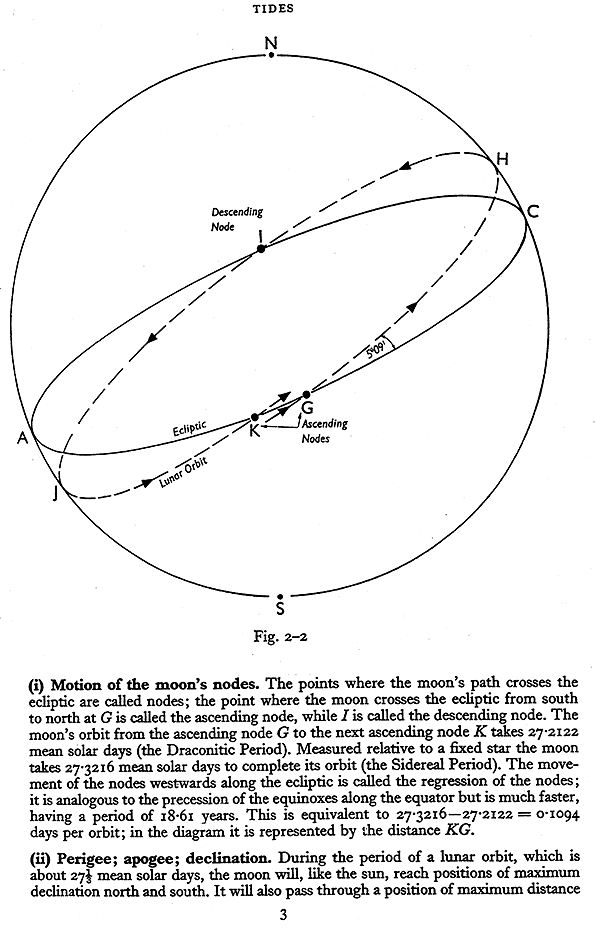 TIDES
N
H
C
Descending
Node
I
5°09'
G
K
Ascending
Nodes
Ecliptic
A
Lunar Orbit
J
S
Fig. 2–2
(i) Motion of the moon's nodes. The points where the moon's path crosses the
ecliptic are called nodes; the point where the moon crosses the ecliptic from south
to north at G is called the ascending node, while I is called the descending node. The
moon's orbit from the ascending node G to the next ascending node K takes 27·2122
mean solar days (the Draconitic Period). Measured relative to a fixed star the moon
takes 27·3216 mean solar days to complete its orbit (the Sidereal Period). The move-
ment of the nodes westwards along the ecliptic is called the regression of the nodes;
it is analogous to the precession of the equinoxes along the equator but is much faster,
having a period of 18·61 years. This is equivalent to 27·3216—27·2122 = 0·1094
days per orbit; in the diagram it is represented by the distance KG.
(ii) Perigee; apogee; declination. During the period of a lunar orbit, which is
about 27⅓ mean solar days, the moon will, like the sun, reach positions of maximum
declination north and south. It will also pass through a position of maximum distance
3